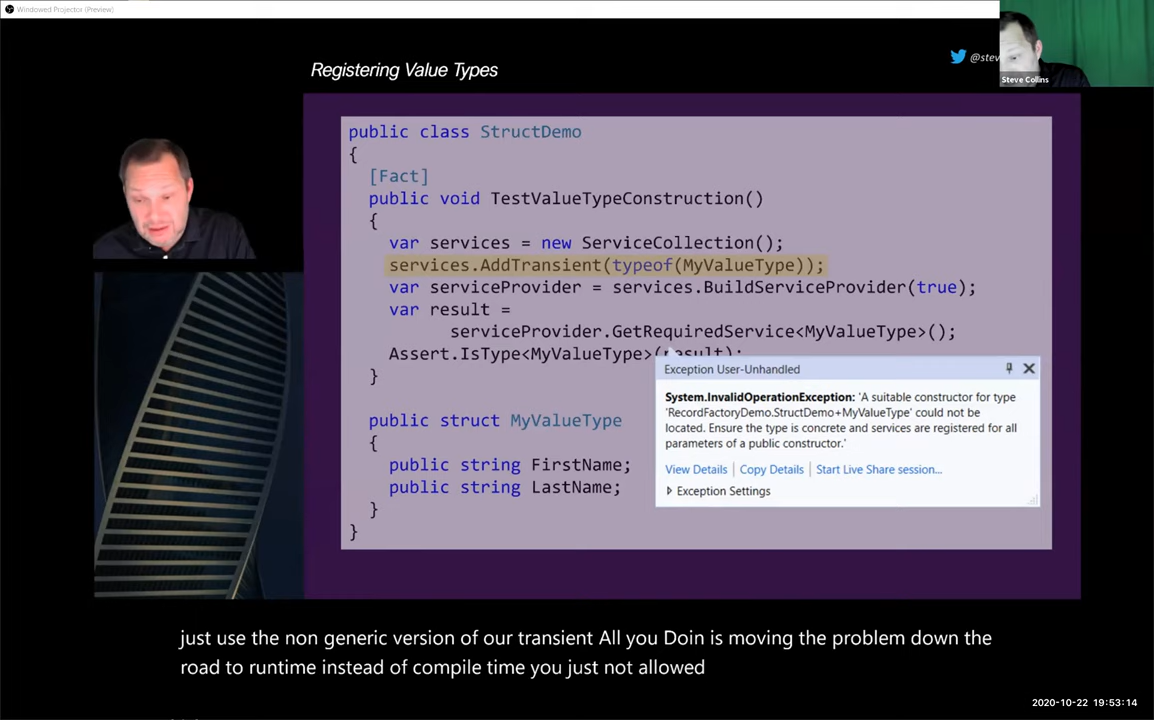 Windowed Projector (Preview)
Registering Value Types
@stev
Steve Collins
public class StructDemo
{
[Fact]
public void TestValueTypeConstruction()
{
var services = new ServiceCollection();
services.AddTransient(typeof(MyValueType));
var serviceProvider = services.BuildServiceProvider(true);
var result =
serviceProvider.GetRequiredService<MyValueType>();
Assert.IsType<MyValueType>(result);
}
public struct MyValueType
{
public string FirstName;
public string LastName;
}
}
Exception User-Unhandled
System.InvalidOperationException: 'A suitable constructor for type
'RecordFactoryDemo.StructDemo+MyValueType' could not be
located. Ensure the type is concrete and services are registered for all
parameters of a public constructor.'
View Details | Copy Details | Start Live Share session...
Exception Settings
just use the non generic version of our transient All you Doin is moving the problem down the
road to runtime instead of compile time you just not allowed
2020-10-22 19:53:14